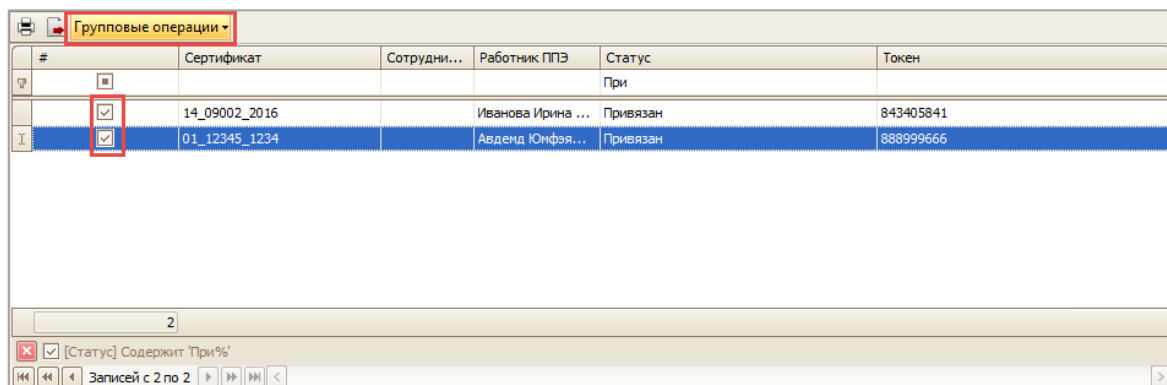 Групповые операции
# Сертификат Сотрудни... Работник ППЭ Статус Токен
При
14_09002_2016 Иванова Ирина ... Привязан 843405841
01_12345_1234 Авдемд Юмфэя... Привязан 888999666
2
[Статус] Содержит 'При%'
Записей с 2 по 2